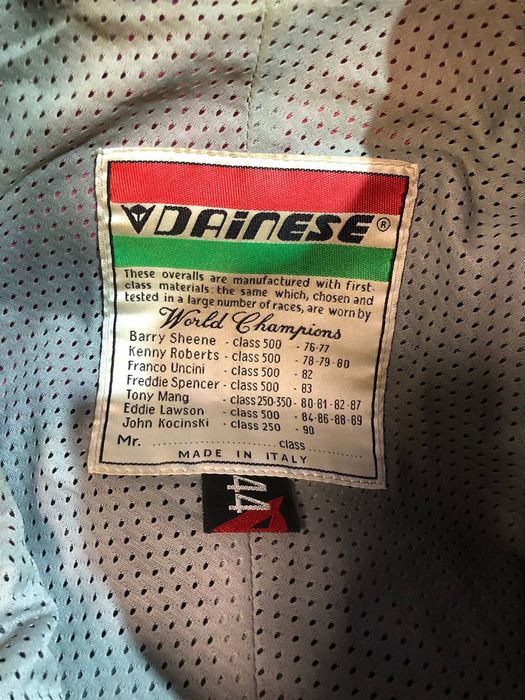 DAINESE®
These overalls are manufactured with first-
class materials: the same which, chosen and
tested in a large number of races, are worn by
World Champions
Barry Sheene - class 500 - 76-77
Kenny Roberts - class 500 - 78-79-80
Franco Uncini - class 500 - 82
Freddie Spencer - class 500 - 83
Tony Mang - class 250-350 - 80-81-82-87
Eddie Lawson - class 500 - 84-86-88-89
John Kocinski - class 250 - 90
Mr. .................... class ....................
MADE IN ITALY
44